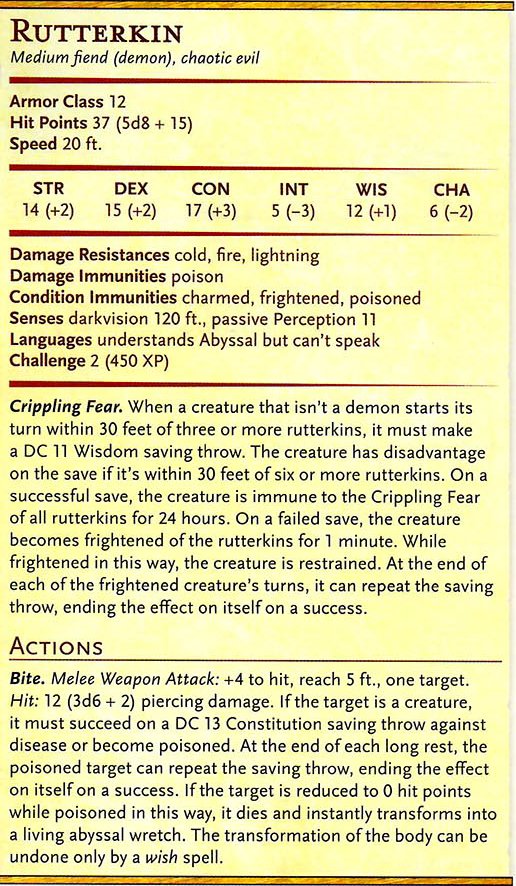 RUTTERKIN
Medium fiend (demon), chaotic evil
Armor Class 12
Hit Points 37 (5d8 + 15)
Speed 20 ft.
STR DEX CON INT WIS CHA
14 (+2) 15 (+2) 17 (+3) 5 (−3) 12 (+1) 6 (−2)
Damage Resistances cold, fire, lightning
Damage Immunities poison
Condition Immunities charmed, frightened, poisoned
Senses darkvision 120 ft., passive Perception 11
Languages understands Abyssal but can't speak
Challenge 2 (450 XP)
Crippling Fear. When a creature that isn't a demon starts its
turn within 30 feet of three or more rutterkins, it must make
a DC 11 Wisdom saving throw. The creature has disadvantage
on the save if it's within 30 feet of six or more rutterkins. On a
successful save, the creature is immune to the Crippling Fear
of all rutterkins for 24 hours. On a failed save, the creature
becomes frightened of the rutterkins for 1 minute. While
frightened in this way, the creature is restrained. At the end of
each of the frightened creature's turns, it can repeat the saving
throw, ending the effect on itself on a success.
ACTIONS
Bite. Melee Weapon Attack: +4 to hit, reach 5 ft., one target.
Hit: 12 (3d6 + 2) piercing damage. If the target is a creature,
it must succeed on a DC 13 Constitution saving throw against
disease or become poisoned. At the end of each long rest, the
poisoned target can repeat the saving throw, ending the effect
on itself on a success. If the target is reduced to 0 hit points
while poisoned in this way, it dies and instantly transforms into
a living abyssal wretch. The transformation of the body can be
undone only by a wish spell.